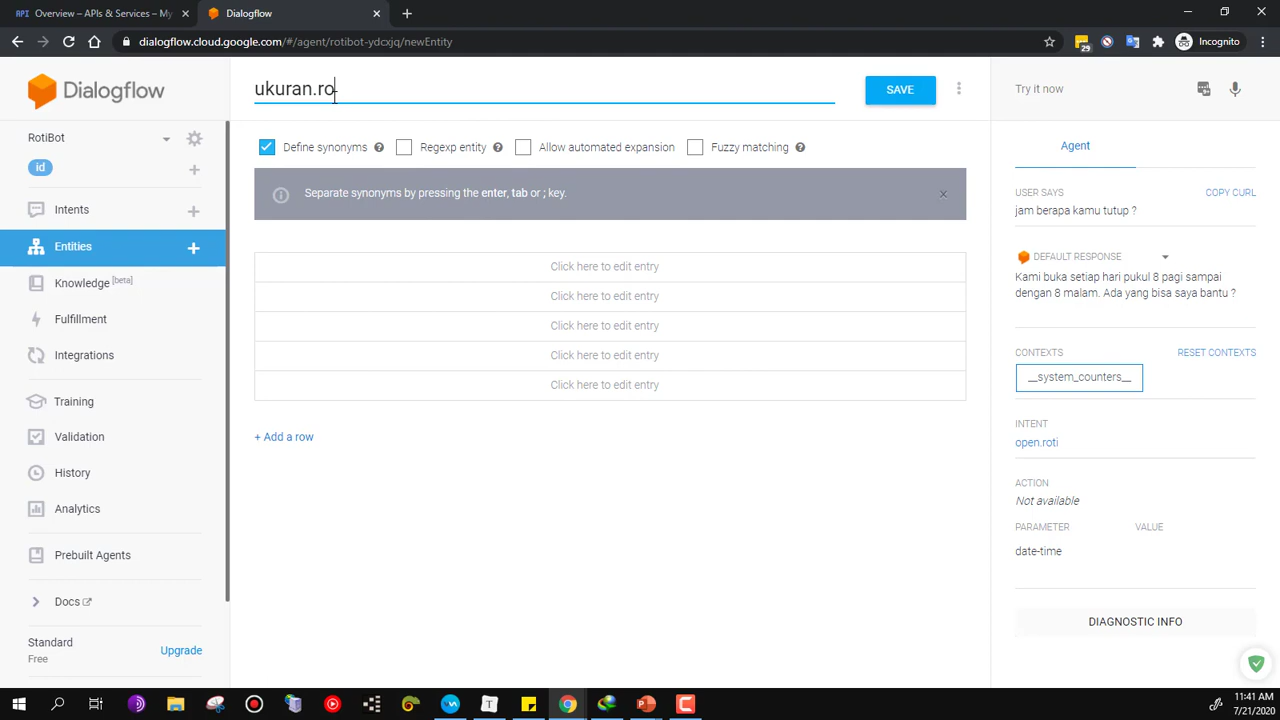 Overview – APIs & Services – My
Dialogflow
dialogflow.cloud.google.com/#/agent/rotibot-ydcxjq/newEntity
29
Incognito
Dialogflow
ukuran.ro
SAVE
Try it now
RotiBot
id
Define synonyms
Regexp entity
Allow automated expansion
Fuzzy matching
Agent
Separate synonyms by pressing the enter, tab or ; key.
USER SAYS
COPY CURL
jam berapa kamu tutup ?
Intents
Entities
Knowledge [beta]
Fulfillment
Integrations
Training
Validation
History
Analytics
Prebuilt Agents
Docs
Standard
Free
Upgrade
Click here to edit entry
Click here to edit entry
Click here to edit entry
Click here to edit entry
Click here to edit entry
+ Add a row
DEFAULT RESPONSE
Kami buka setiap hari pukul 8 pagi sampai
dengan 8 malam. Ada yang bisa saya bantu ?
CONTEXTS
RESET CONTEXTS
__system_counters__
INTENT
open.roti
ACTION
Not available
PARAMETER
VALUE
date-time
DIAGNOSTIC INFO
11:41 AM
7/21/2020